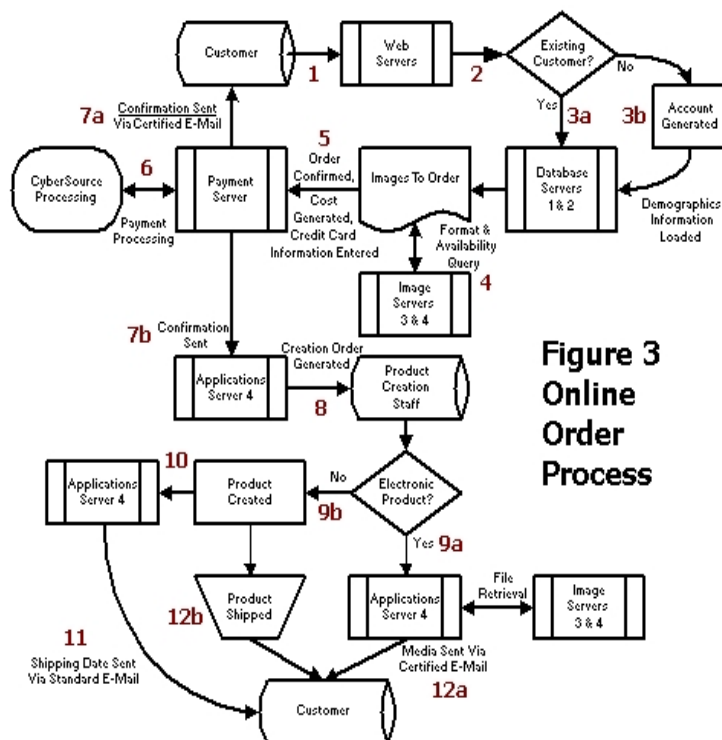 Customer
1
Web
Servers
2
Existing
Customer?
No
Yes
3a
3b
Account
Generated
7a
Confirmation Sent
Via Certified E-Mail
5
Order
Confirmed,
Cost
Generated,
Credit Card
Information Entered
6
CyberSource
Processing
Payment
Processing
Payment
Server
Images To Order
Database
Servers
1 & 2
Demographics
Information
Loaded
Format &
Availability
Query
4
Image
Servers
3 & 4
7b
Confirmation
Sent
Applications
Server 4
Creation Order
Generated
8
Product
Creation
Staff
Figure 3
Online
Order
Process
10
Applications
Server 4
Product
Created
No
9b
Electronic
Product?
Yes
9a
12b
Product
Shipped
Applications
Server 4
File
Retrieval
Image
Servers
3 & 4
11
Shipping Date Sent
Via Standard E-Mail
Media Sent Via
Certified E-Mail
12a
Customer